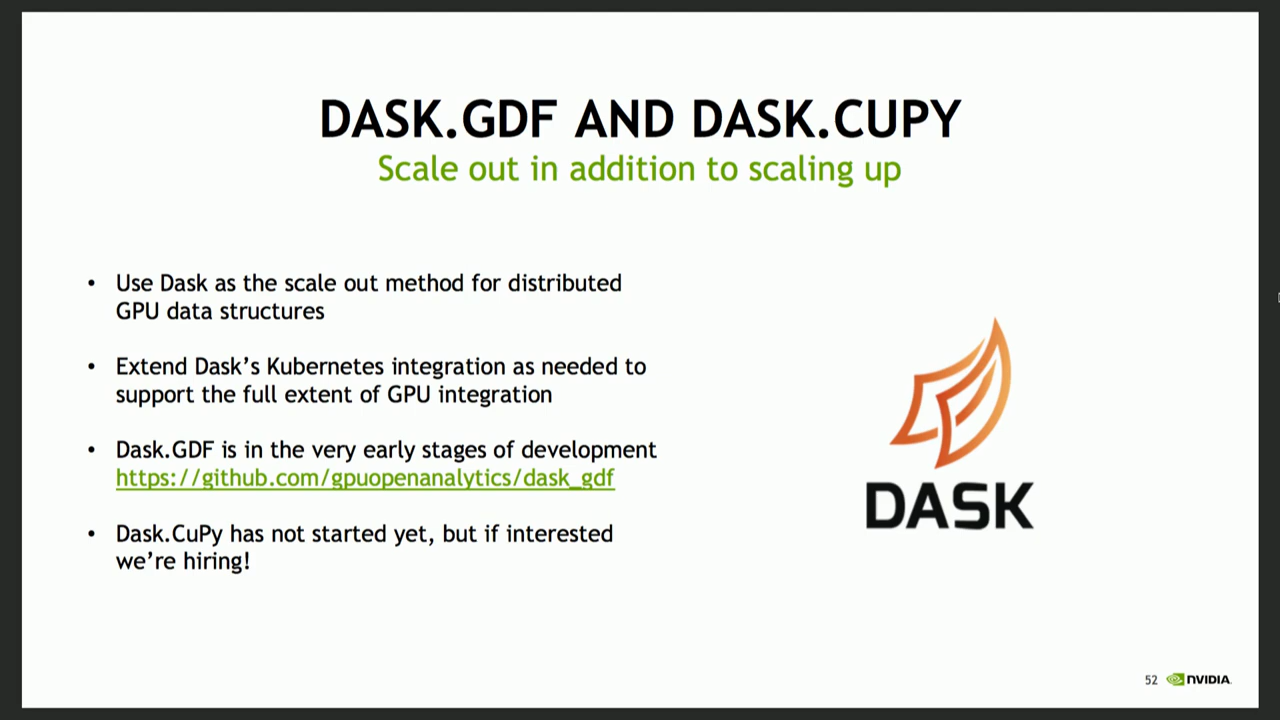 DASK.GDF AND DASK.CUPY
Scale out in addition to scaling up
• Use Dask as the scale out method for distributed
GPU data structures
• Extend Dask’s Kubernetes integration as needed to
support the full extent of GPU integration
• Dask.GDF is in the very early stages of development
https://github.com/gpuopenanalytics/dask_gdf
• Dask.CuPy has not started yet, but if interested
we’re hiring!
DASK
52 NVIDIA